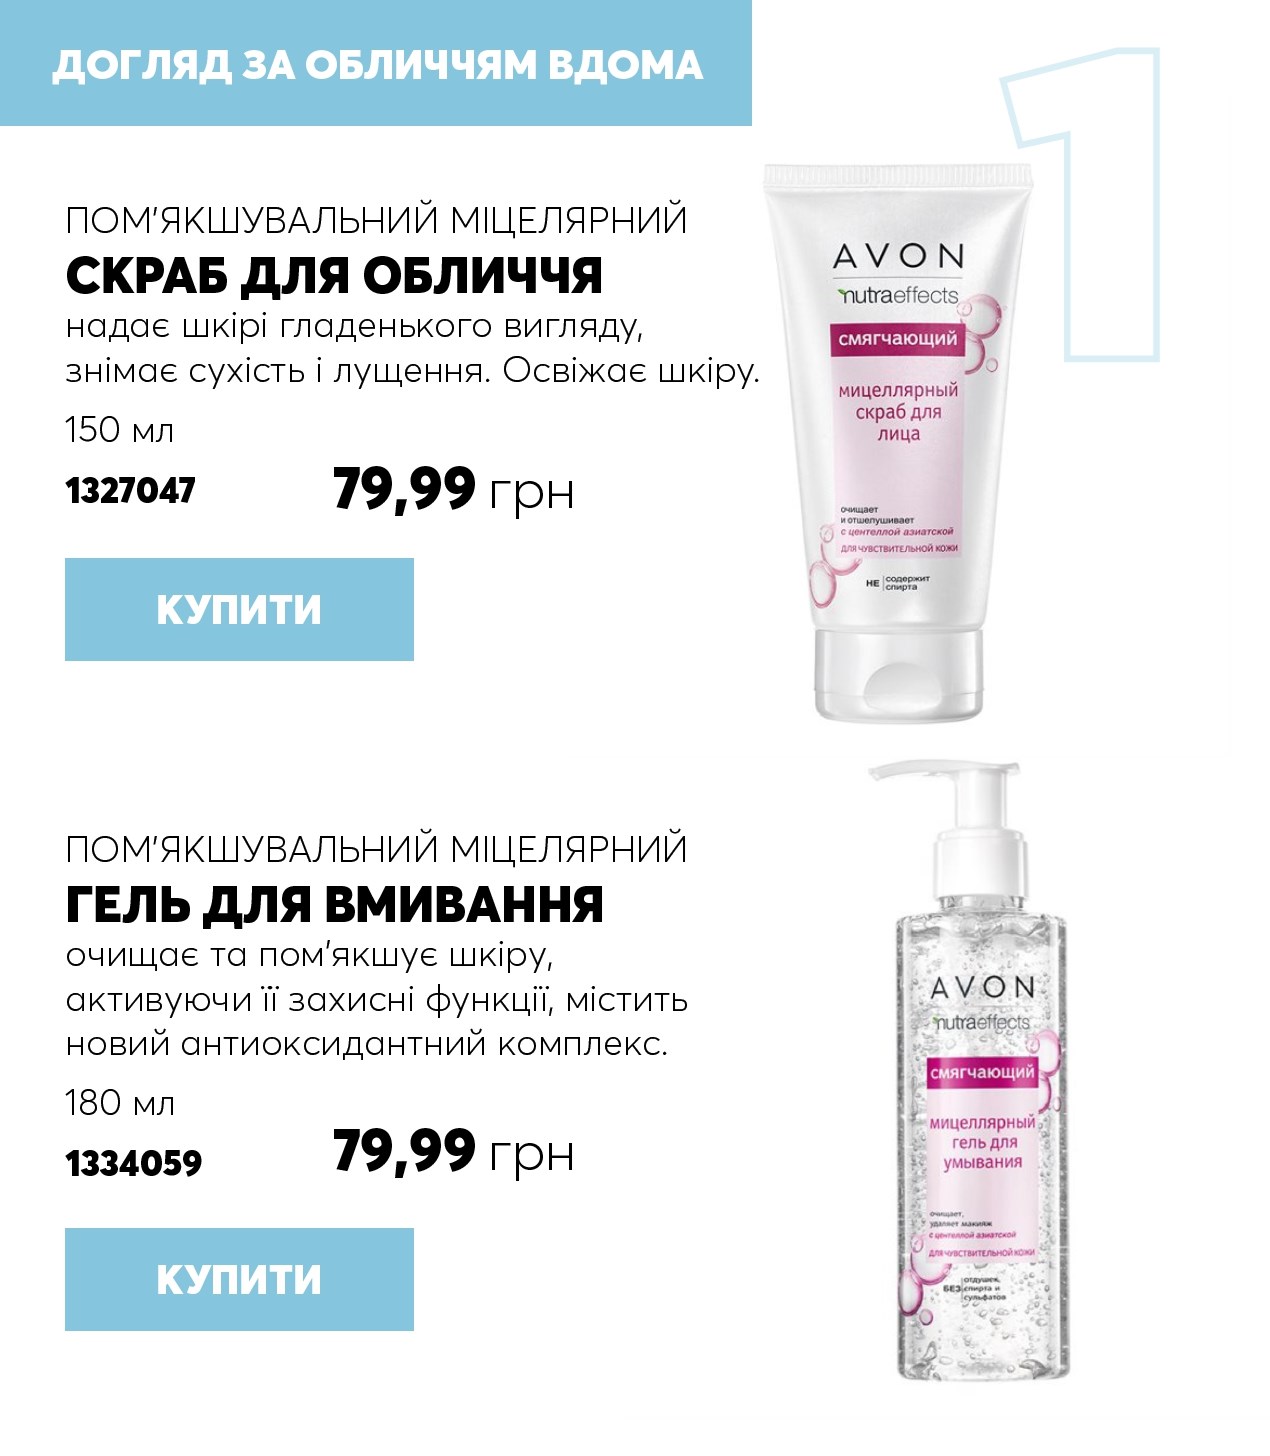 ДОГЛЯД ЗА ОБЛИЧЧЯМ ВДОМА
1
ПОМ'ЯКШУВАЛЬНИЙ МІЦЕЛЯРНИЙ
СКРАБ ДЛЯ ОБЛИЧЧЯ
надає шкірі гладенького вигляду,
знімає сухість і лущення. Освіжає шкіру.
150 мл
1327047
79,99 грн
КУПИТИ
AVON
nutraeffects
смягчающий
мицеллярный
скраб для
лица
очищает
и отшелушивает
с центеллой азиатской
для чувствительной кожи
НЕ содержит
спирта
ПОМ'ЯКШУВАЛЬНИЙ МІЦЕЛЯРНИЙ
ГЕЛЬ ДЛЯ ВМИВАННЯ
очищає та пом'якшує шкіру,
активуючи її захисні функції, містить
новий антиоксидантний комплекс.
180 мл
1334059
79,99 грн
КУПИТИ
AVON
nutraeffects
смягчающий
мицеллярный
гель для
умывания
очищает,
удаляет макияж
с центеллой азиатской
для чувствительной кожи
БЕЗ отдушек,
спирта и
сульфатов